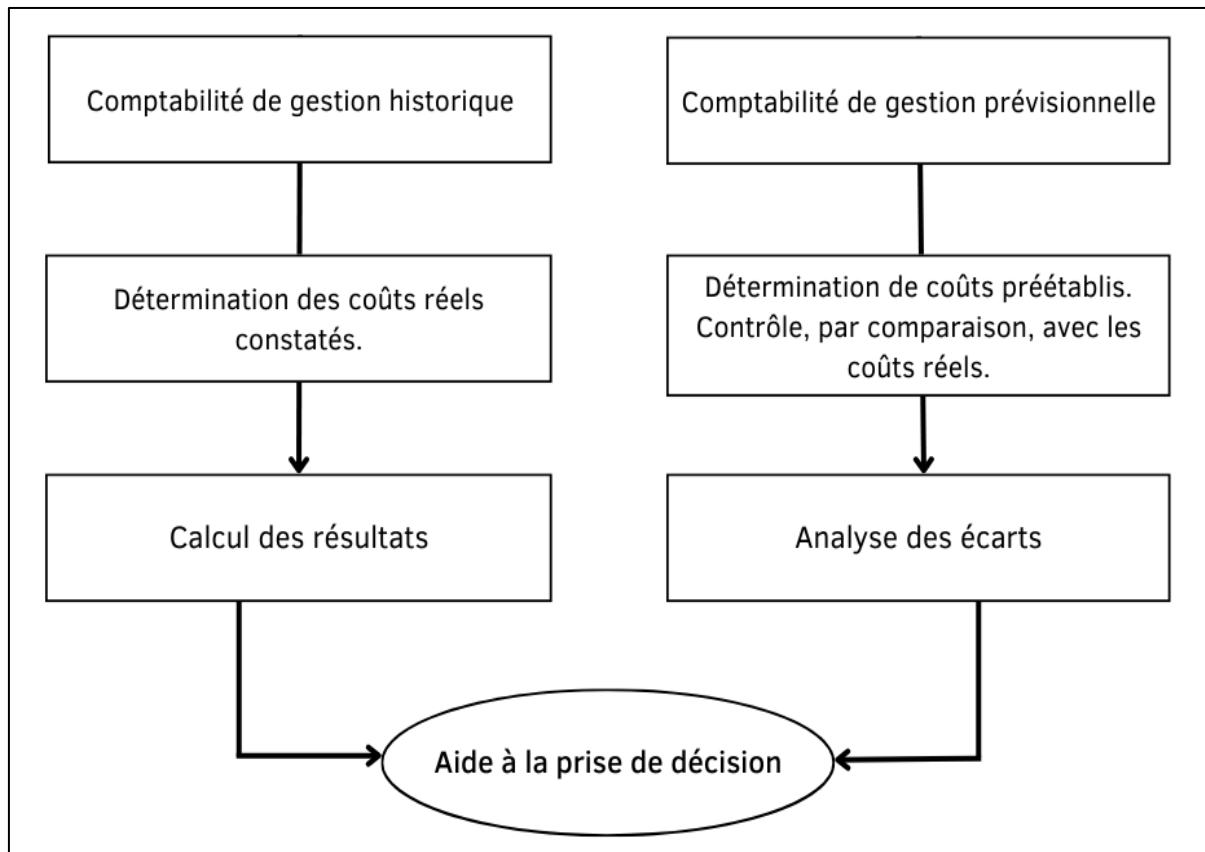 Comptabilité de gestion historique
Comptabilité de gestion prévisionnelle
Détermination des coûts réels
constatés.
Détermination de coûts préétablis.
Contrôle, par comparaison, avec les
coûts réels.
Calcul des résultats
Analyse des écarts
Aide à la prise de décision